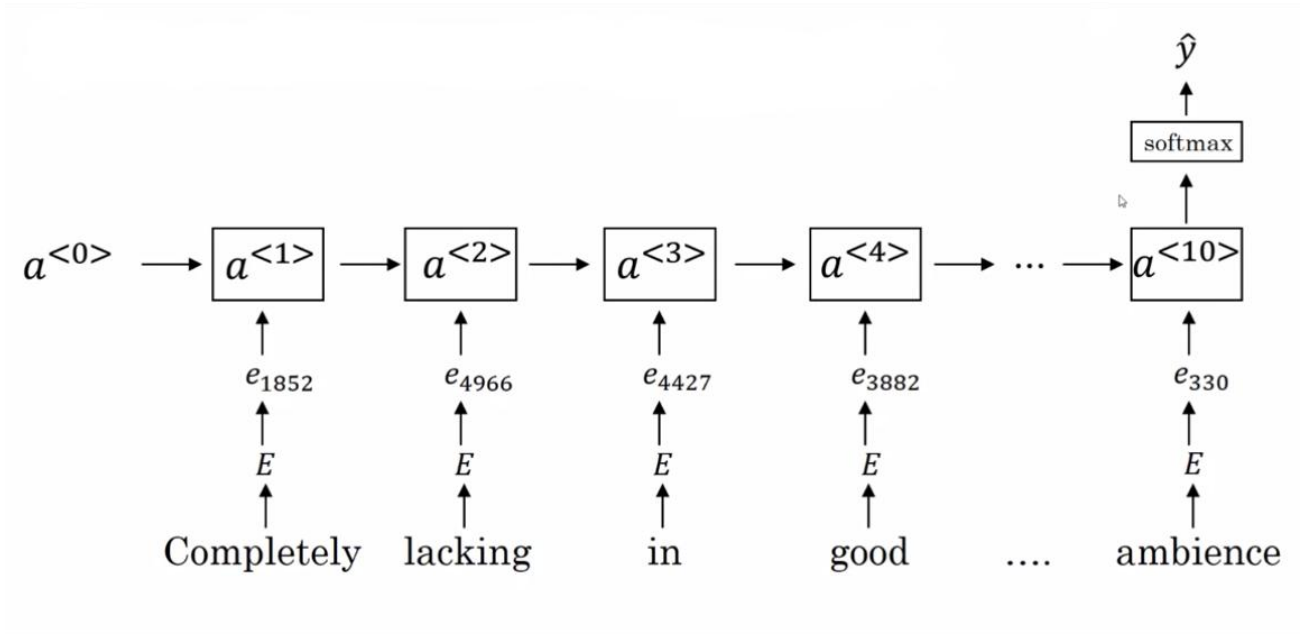 ŷ
softmax
a<0> a<1> a<2> a<3> a<4> ... a<10>
e1852 e4966 e4427 e3882 e330
E E E E E
Completely lacking in good .... ambience